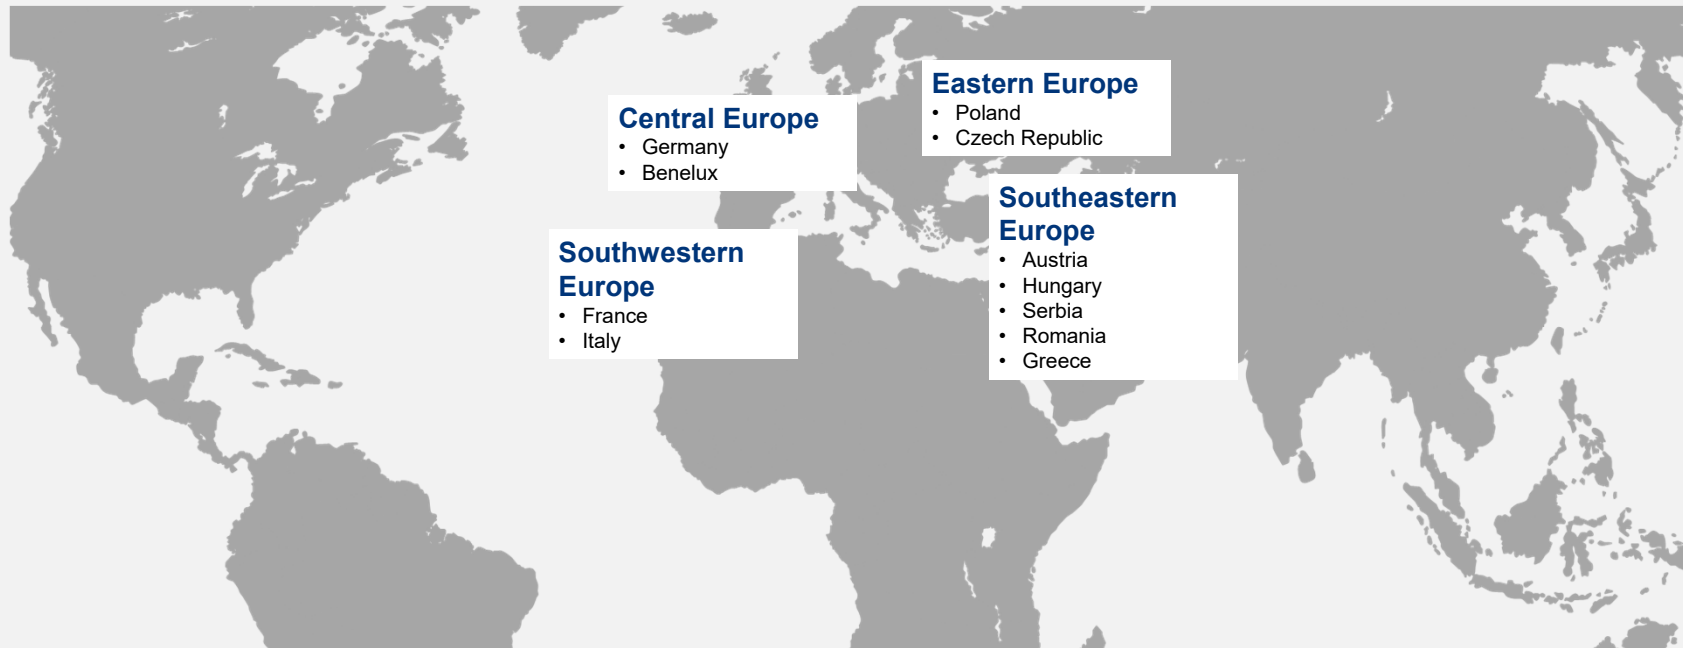 Central Europe
• Germany
• Benelux
Eastern Europe
• Poland
• Czech Republic
Southwestern
Europe
• France
• Italy
Southeastern
Europe
• Austria
• Hungary
• Serbia
• Romania
• Greece